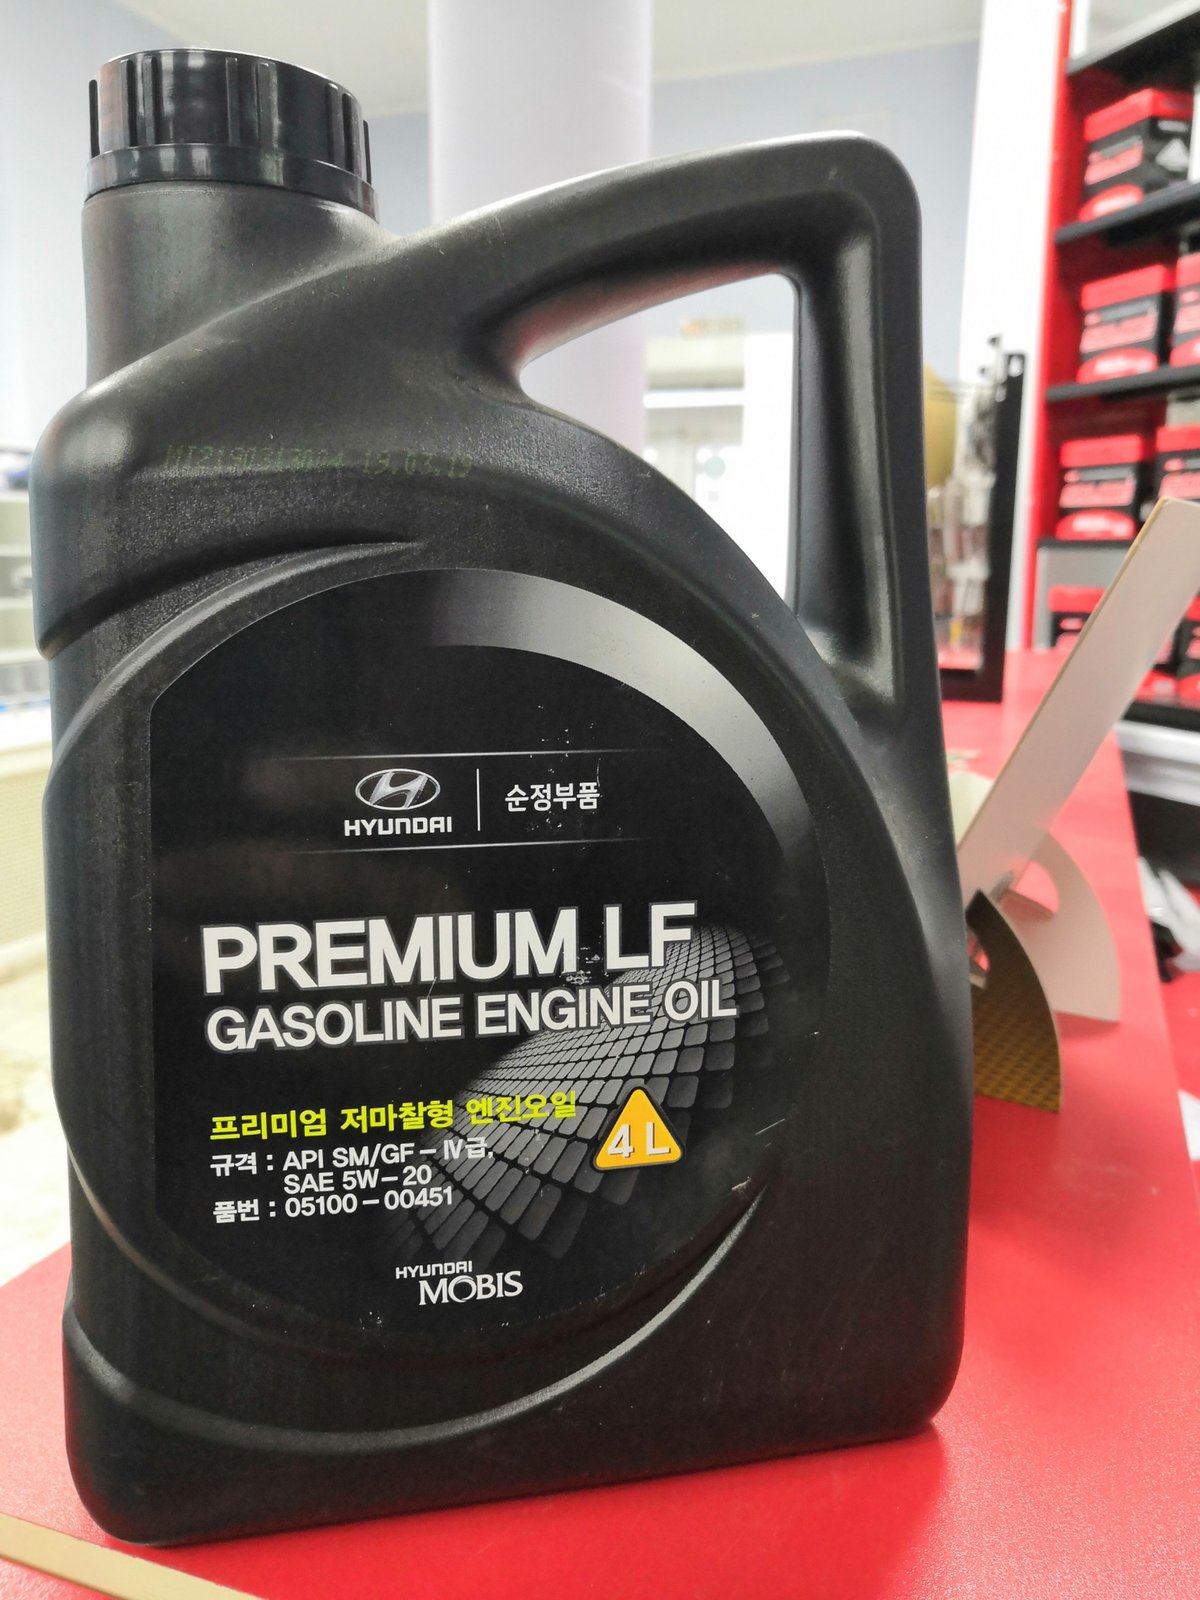 HYUNDAI
순정부품
PREMIUM LF
GASOLINE ENGINE OIL
프리미엄 저마찰형 엔진오일
규격 : API SM/GF－Ⅳ급,
SAE 5W－20
품번 : 05100－00451
4 L
HYUNDAI
MOBIS